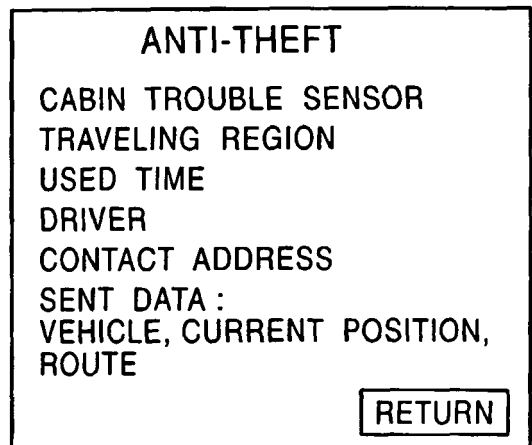 ANTI-THEFT
CABIN TROUBLE SENSOR
TRAVELING REGION
USED TIME
DRIVER
CONTACT ADDRESS
SENT DATA :
VEHICLE, CURRENT POSITION,
ROUTE
RETURN